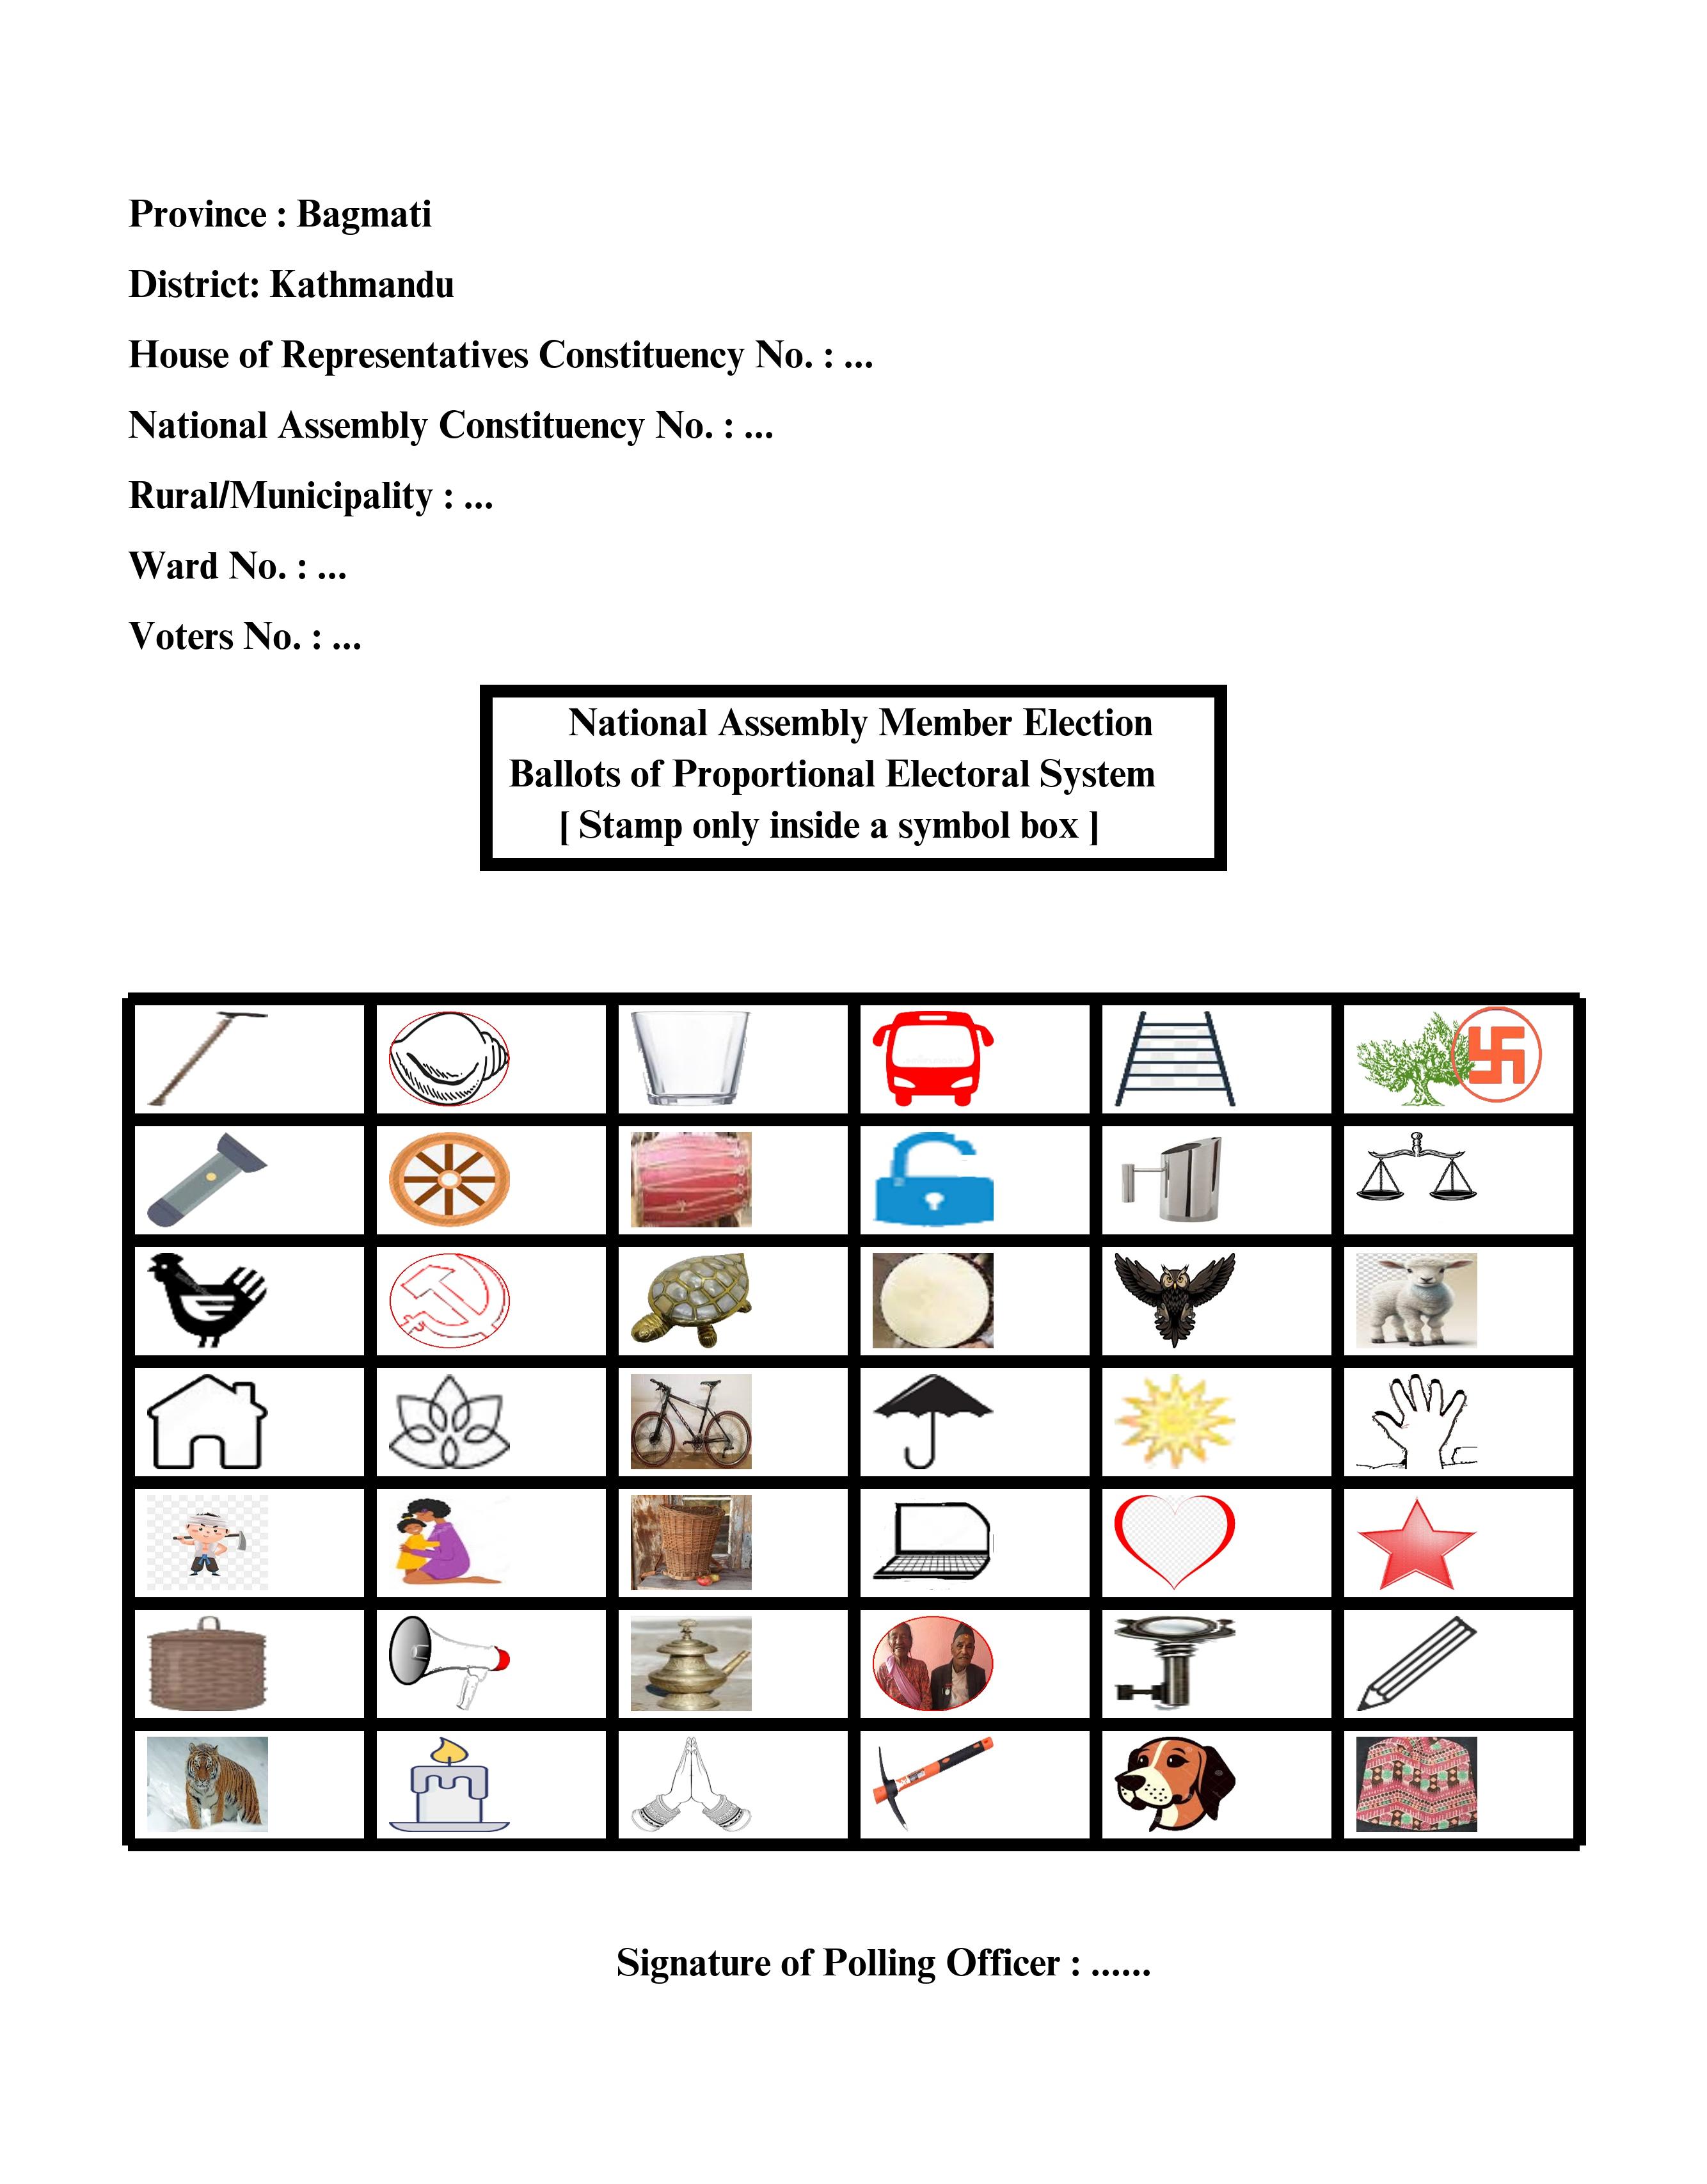 Province : Bagmati
District: Kathmandu
House of Representatives Constituency No. : ...
National Assembly Constituency No. : ...
Rural/Municipality : ...
Ward No. : ...
Voters No. : ...
National Assembly Member Election
Ballots of Proportional Electoral System
[ Stamp only inside a symbol box ]
Signature of Polling Officer : ......